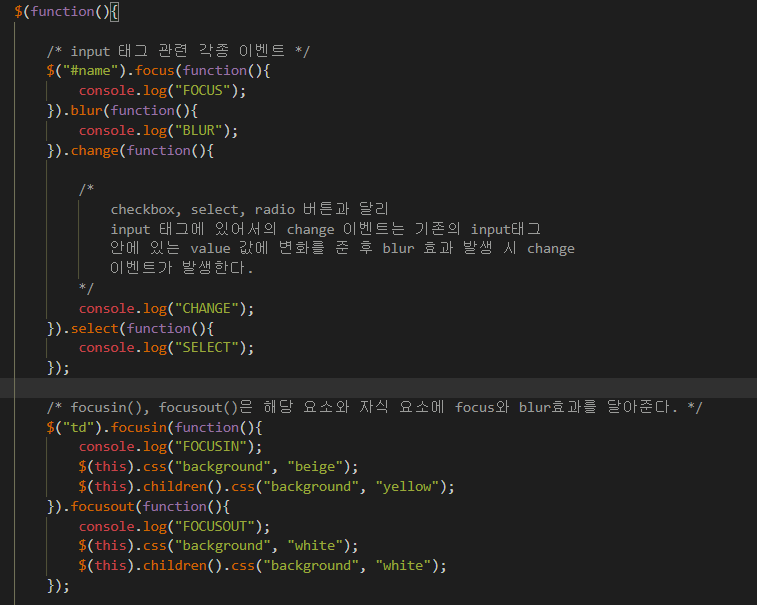 $(function(){
/* input 태그 관련 각종 이벤트 */
$("#name").focus(function(){
console.log("FOCUS");
}).blur(function(){
console.log("BLUR");
}).change(function(){
/*
checkbox, select, radio 버튼과 달리
input 태그에 있어서의 change 이벤트는 기존의 input태그
안에 있는 value 값에 변화를 준 후 blur 효과 발생 시 change
이벤트가 발생한다.
*/
console.log("CHANGE");
}).select(function(){
console.log("SELECT");
});
/* focusin(), focusout()은 해당 요소와 자식 요소에 focus와 blur효과를 달아준다. */
$("td").focusin(function(){
console.log("FOCUSIN");
$(this).css("background", "beige");
$(this).children().css("background", "yellow");
}).focusout(function(){
console.log("FOCUSOUT");
$(this).css("background", "white");
$(this).children().css("background", "white");
});